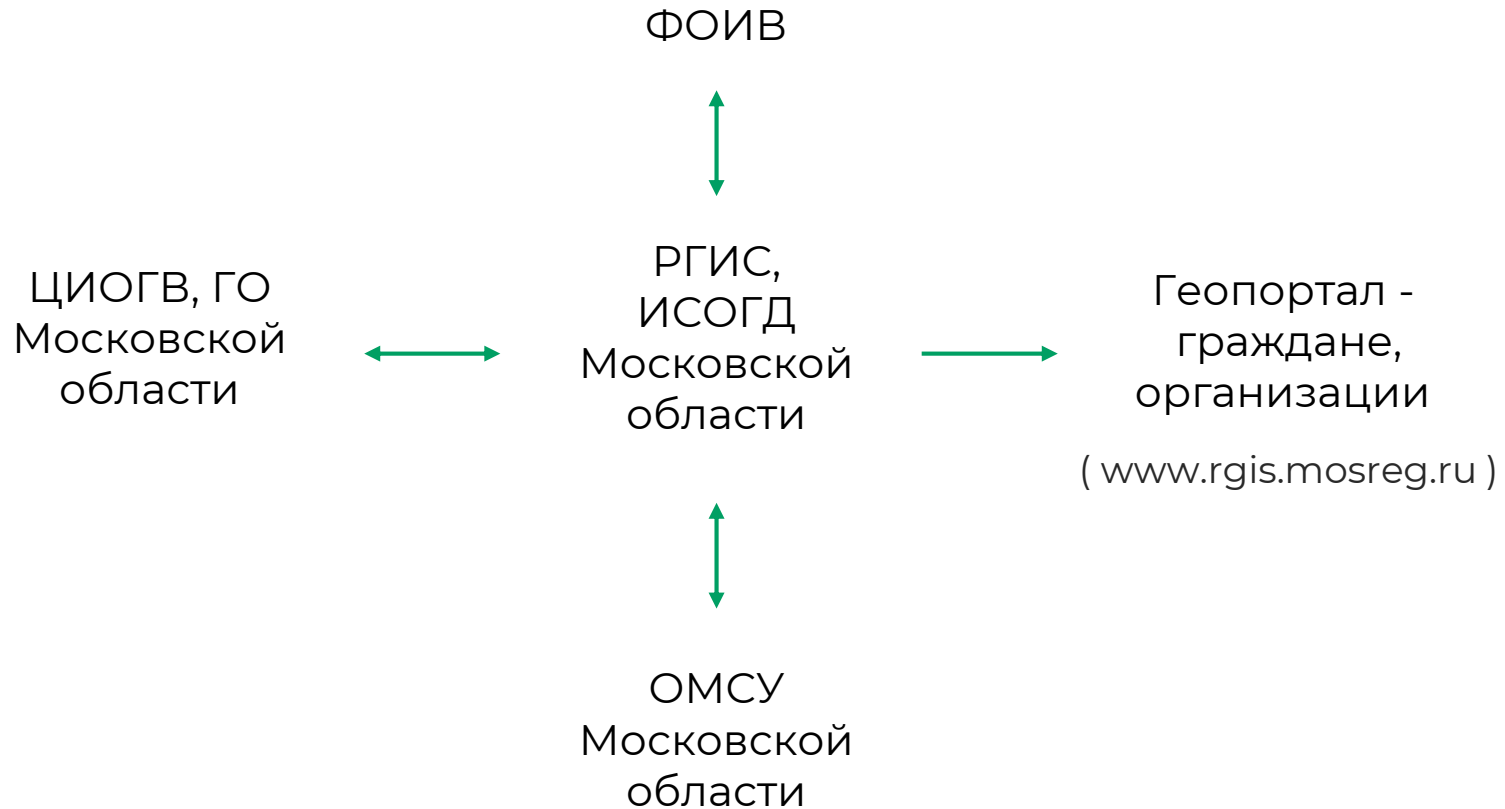 ФОИВ
РГИС,
ИСОГД
Московской
области
ЦИОГВ, ГО
Московской
области
Геопортал -
граждане,
организации
( www.rgis.mosreg.ru )
ОМСУ
Московской
области